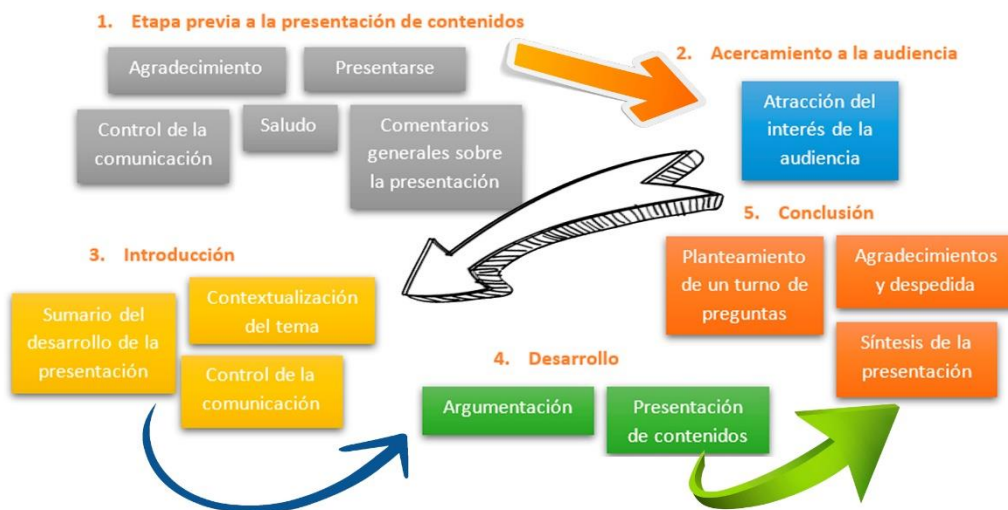 1. Etapa previa a la presentación de contenidos
Agradecimiento
Presentarse
Control de la
comunicación
Saludo
Comentarios
generales sobre
la presentación
2. Acercamiento a la audiencia
Atracción del
interés de la
audiencia
3. Introducción
Sumario del
desarrollo de la
presentación
Contextualización
del tema
Control de la
comunicación
4. Desarrollo
Argumentación
Presentación
de contenidos
5. Conclusión
Planteamiento
de un turno de
preguntas
Agradecimientos
y despedida
Síntesis de la
presentación